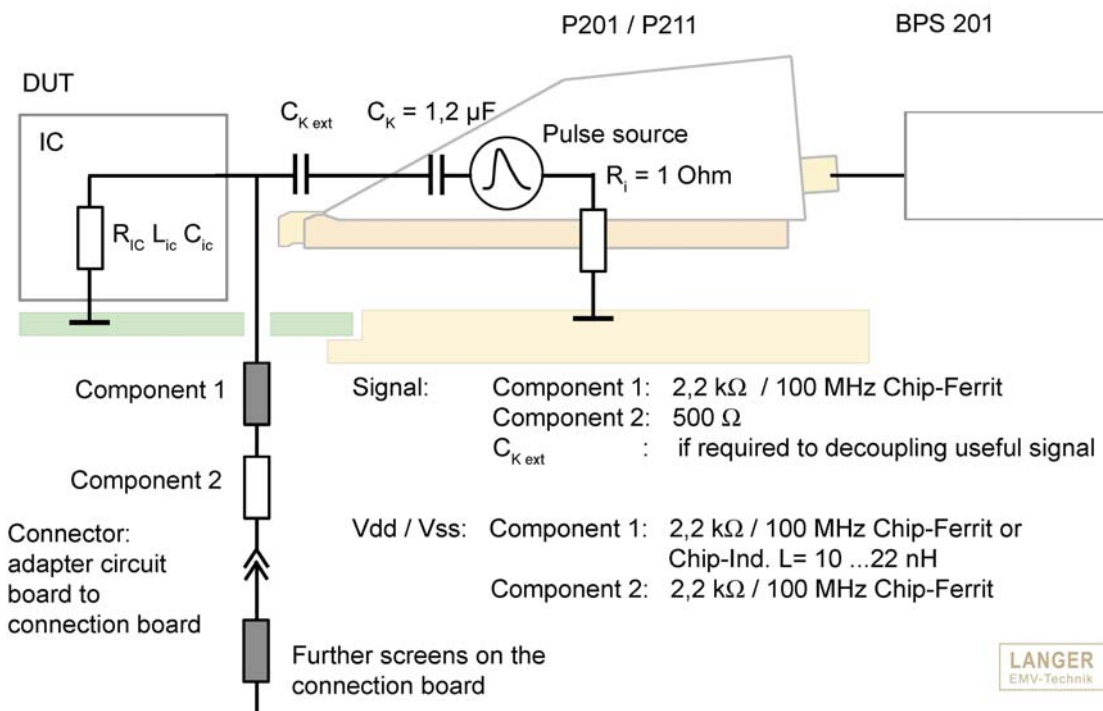 P201 / P211
BPS 201
DUT
IC
C_K ext
C_K = 1,2 µF
Pulse source
R_i = 1 Ohm
R_IC L_ic C_ic
Component 1
Component 2
Connector:
adapter circuit
board to
connection board
Further screens on the
connection board
Signal: Component 1: 2,2 kΩ / 100 MHz Chip-Ferrit
Component 2: 500 Ω
C_K ext : if required to decoupling useful signal
Vdd / Vss: Component 1: 2,2 kΩ / 100 MHz Chip-Ferrit or
Chip-Ind. L= 10 ...22 nH
Component 2: 2,2 kΩ / 100 MHz Chip-Ferrit
LANGER
EMV-Technik